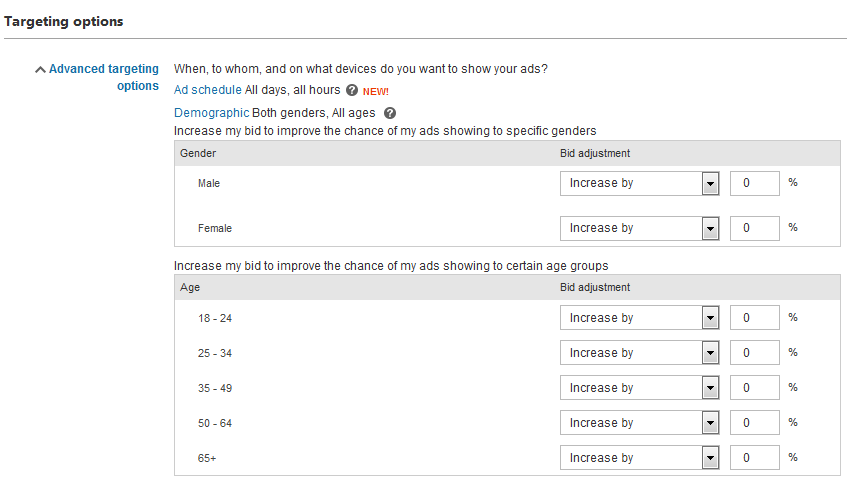 Targeting options
Advanced targeting options
When, to whom, and on what devices do you want to show your ads?
Ad schedule All days, all hours ? NEW!
Demographic Both genders, All ages ?
Increase my bid to improve the chance of my ads showing to specific genders
Gender Bid adjustment
Male Increase by 0 %
Female Increase by 0 %
Increase my bid to improve the chance of my ads showing to certain age groups
Age Bid adjustment
18 - 24 Increase by 0 %
25 - 34 Increase by 0 %
35 - 49 Increase by 0 %
50 - 64 Increase by 0 %
65+ Increase by 0 %